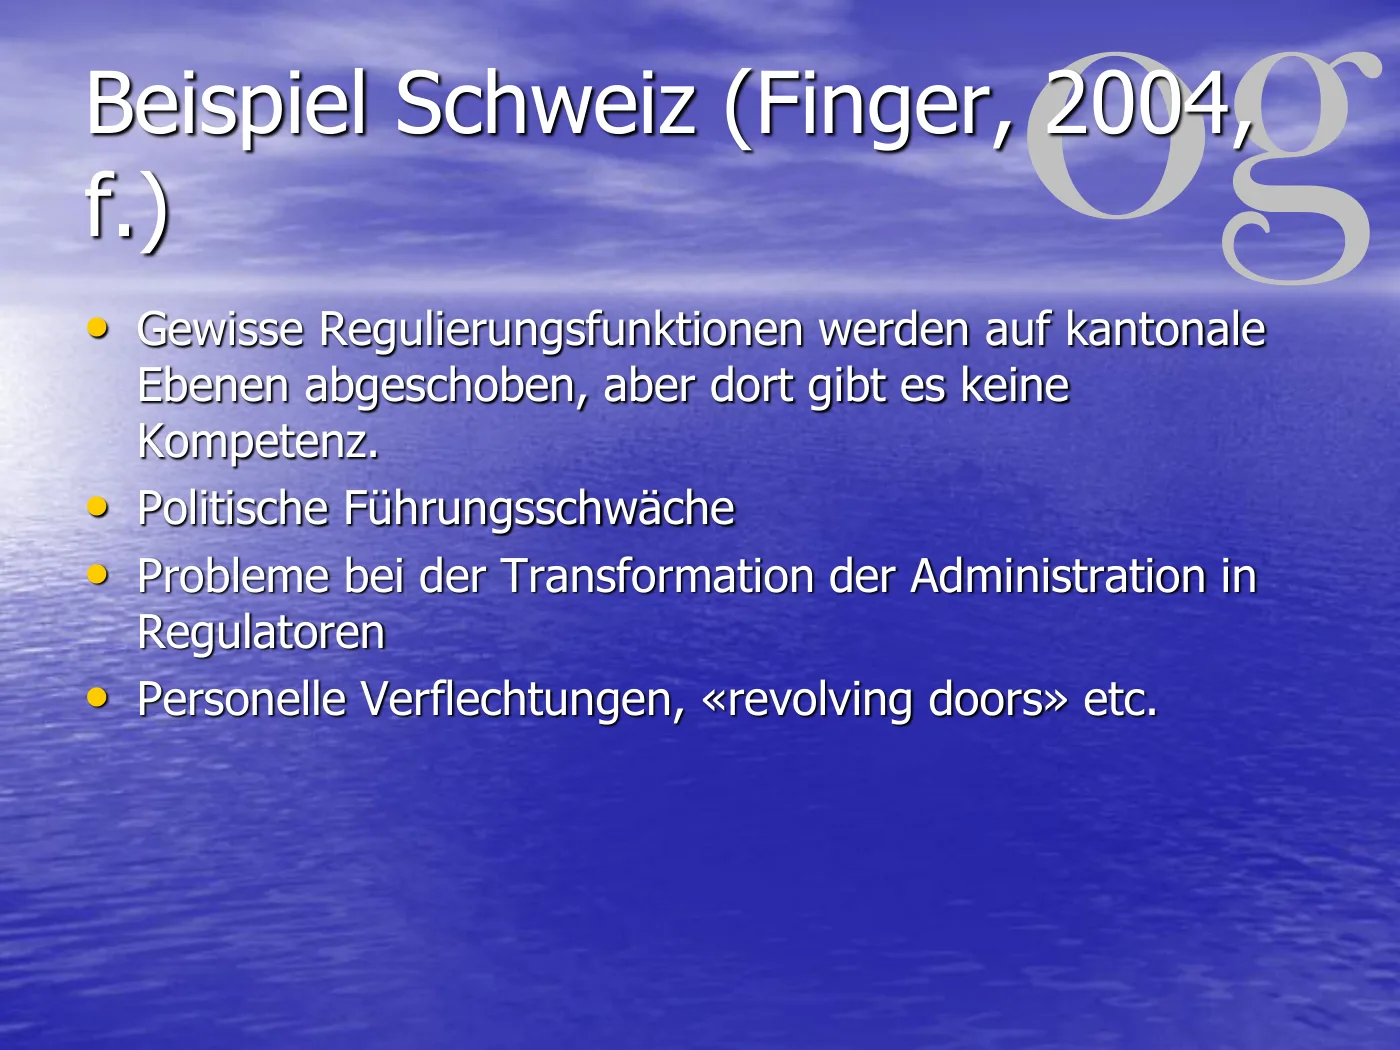 Beispiel Schweiz (Finger, 2004,
f.)
og
• Gewisse Regulierungsfunktionen werden auf kantonale
Ebenen abgeschoben, aber dort gibt es keine
Kompetenz.
• Politische Führungsschwäche
• Probleme bei der Transformation der Administration in
Regulatoren
• Personelle Verflechtungen, «revolving doors» etc.